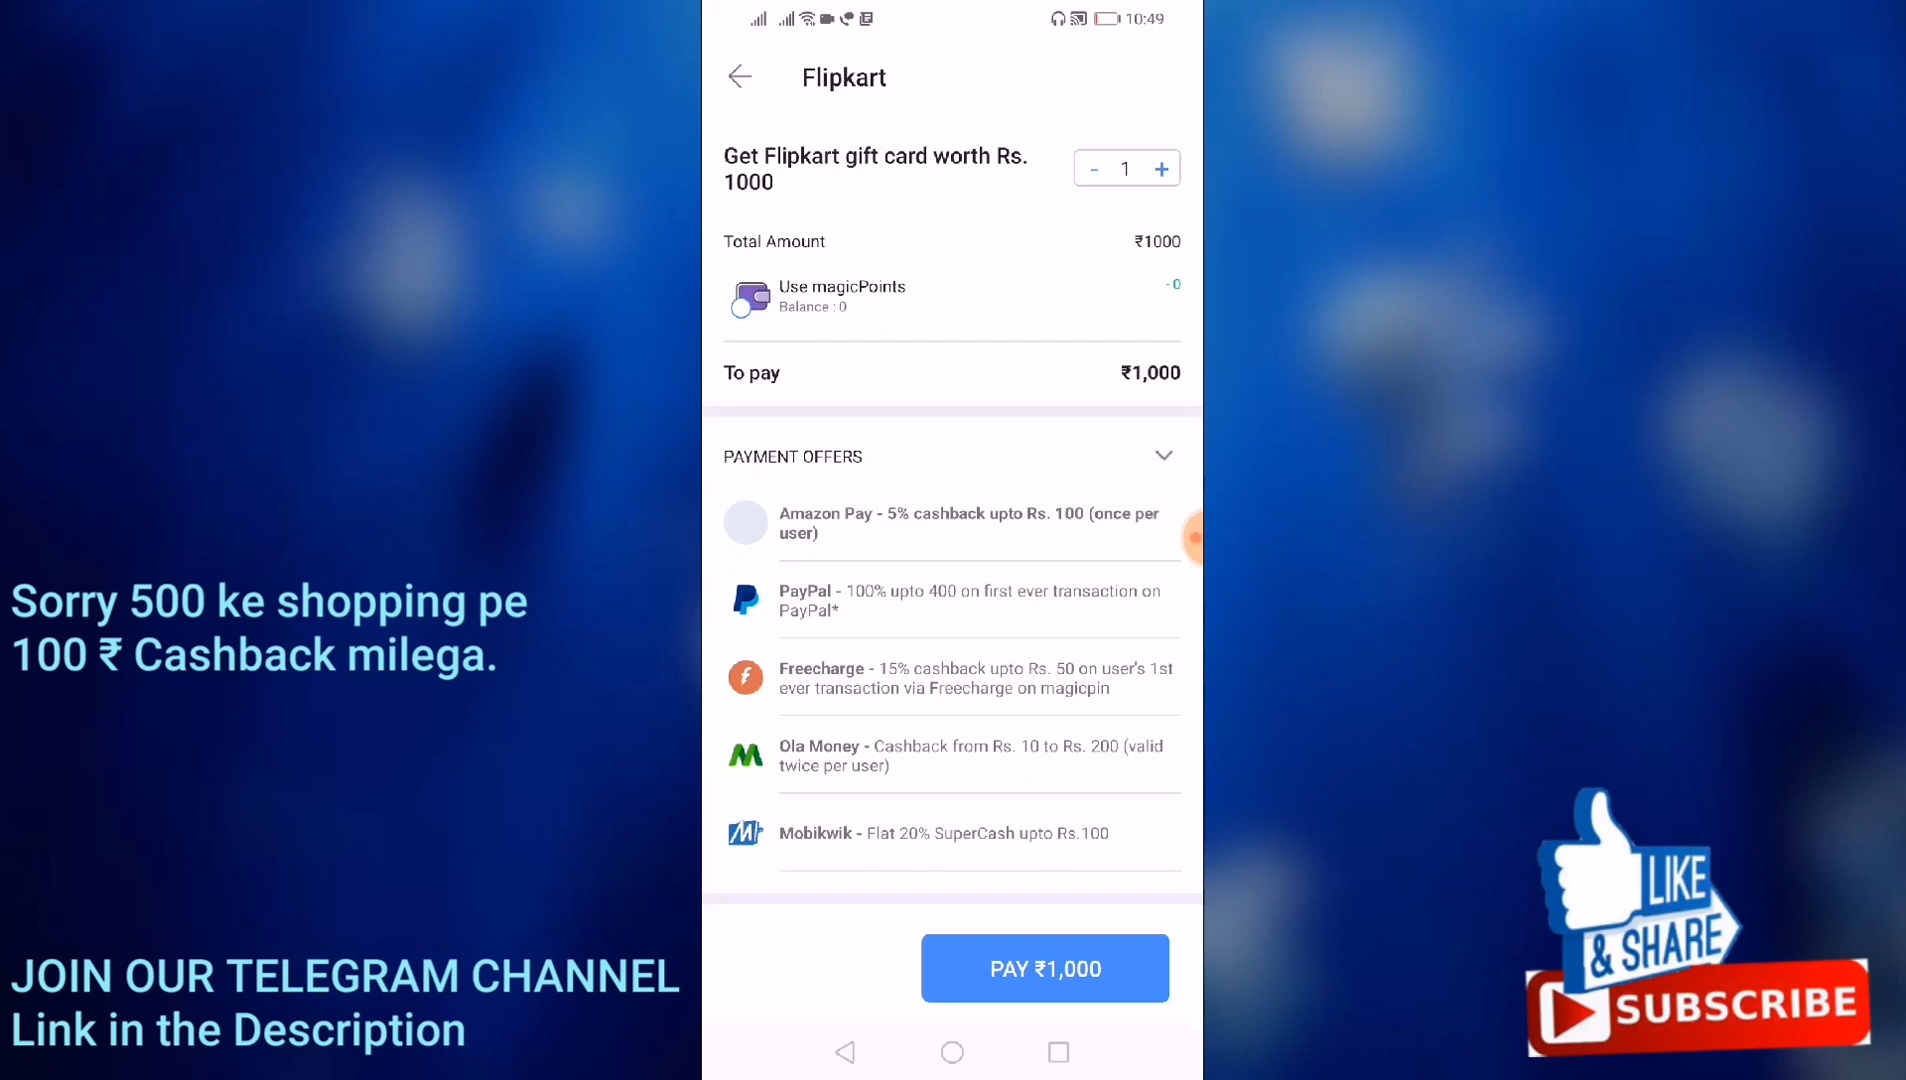 10:49
Flipkart
Get Flipkart gift card worth Rs.
1000
- 1 +
Total Amount ₹1000
Use magicPoints - 0
Balance : 0
To pay ₹1,000
PAYMENT OFFERS
Amazon Pay - 5% cashback upto Rs. 100 (once per
user)
PayPal - 100% upto 400 on first ever transaction on
PayPal*
Freecharge - 15% cashback upto Rs. 50 on user's 1st
ever transaction via Freecharge on magicpin
Ola Money - Cashback from Rs. 10 to Rs. 200 (valid
twice per user)
Mobikwik - Flat 20% SuperCash upto Rs.100
PAY ₹1,000
Sorry 500 ke shopping pe
100 ₹ Cashback milega.
JOIN OUR TELEGRAM CHANNEL
Link in the Description
LIKE
& SHARE
SUBSCRIBE